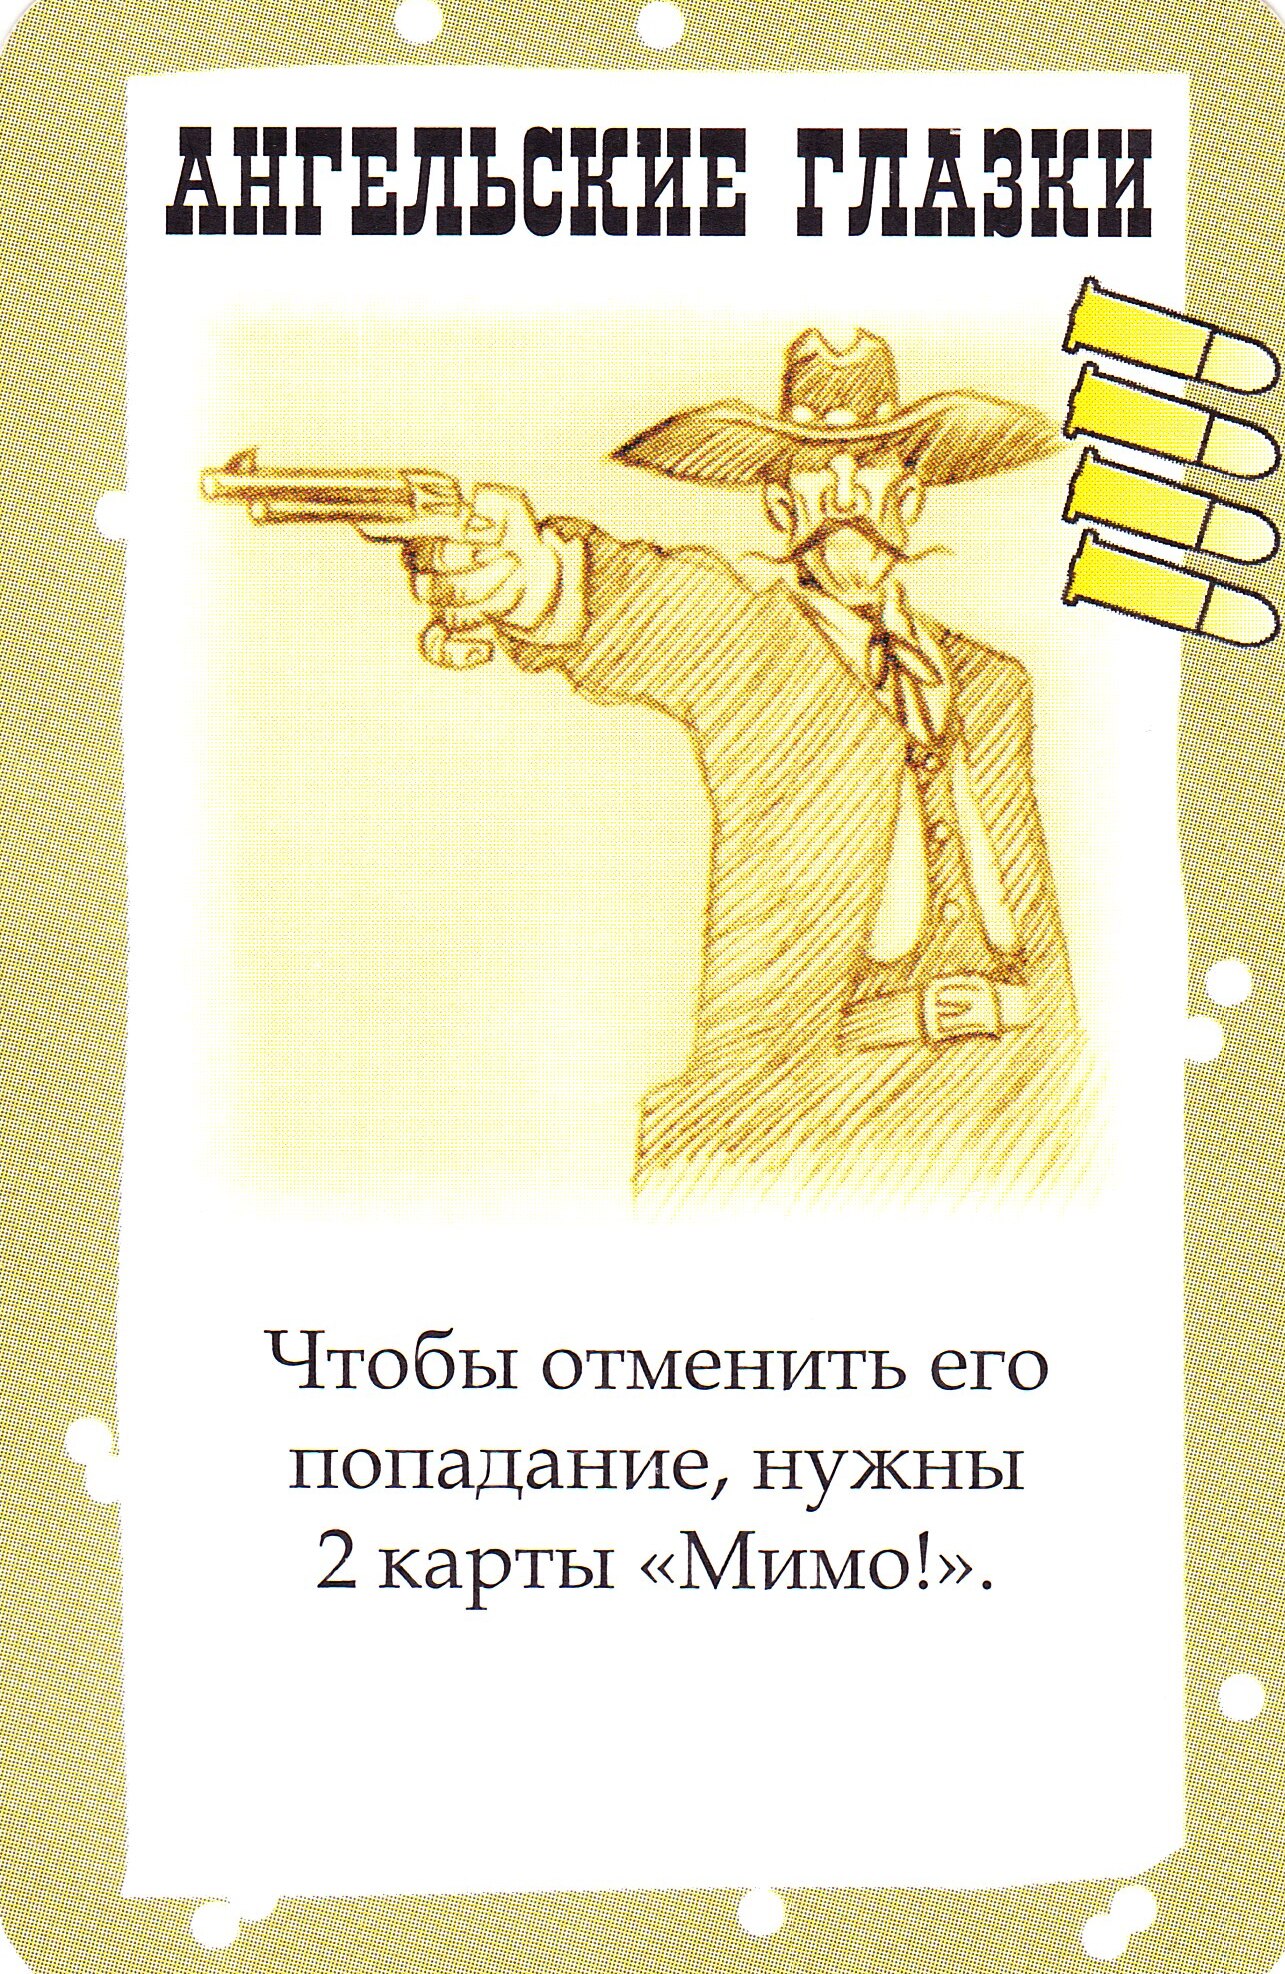 АНГЕЛЬСКИЕ ГЛАЗКИ
Чтобы отменить его
попадание, нужны
2 карты «Мимо!».